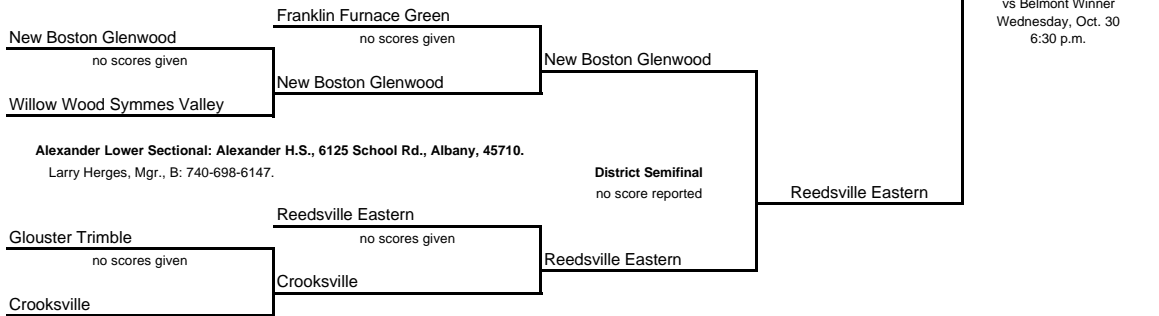 vs Belmont Winner
Franklin Furnace Green
Wednesday, Oct. 30
New Boston Glenwood
no scores given
6:30 p.m.
no scores given
New Boston Glenwood
New Boston Glenwood
Willow Wood Symmes Valley
Alexander Lower Sectional: Alexander H.S., 6125 School Rd., Albany, 45710.
Larry Herges, Mgr., B: 740-698-6147.
District Semifinal
no score reported
Reedsville Eastern
Reedsville Eastern
Glouster Trimble
no scores given
no scores given
Reedsville Eastern
Crooksville
Crooksville